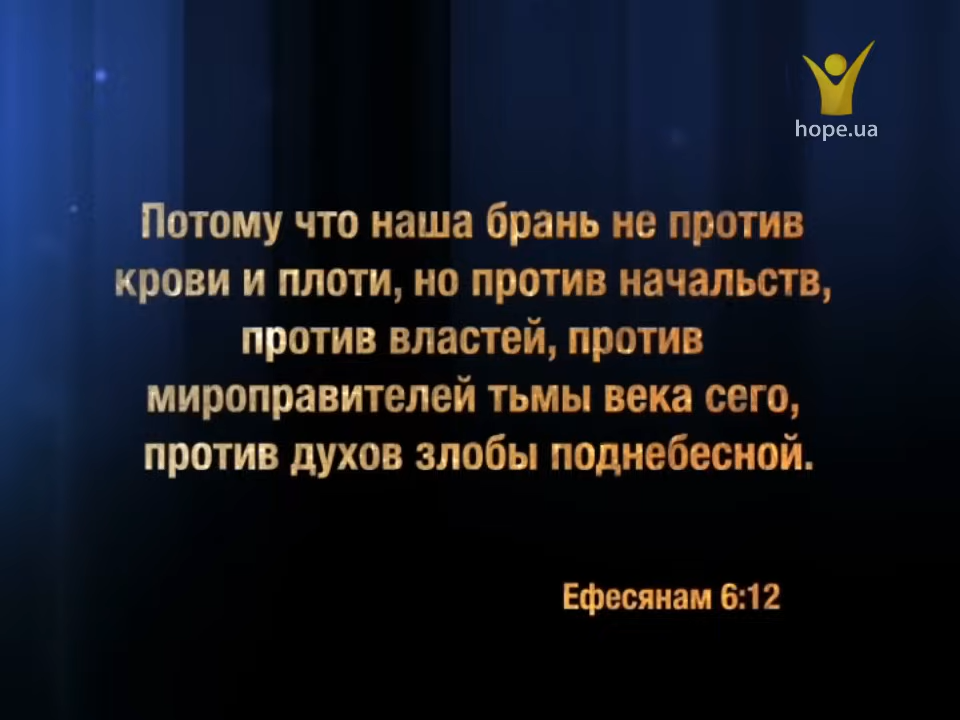 hope.ua
Потому что наша брань не против
крови и плоти, но против начальств,
против властей, против
мироправителей тьмы века сего,
против духов злобы поднебесной.
Ефесянам 6:12